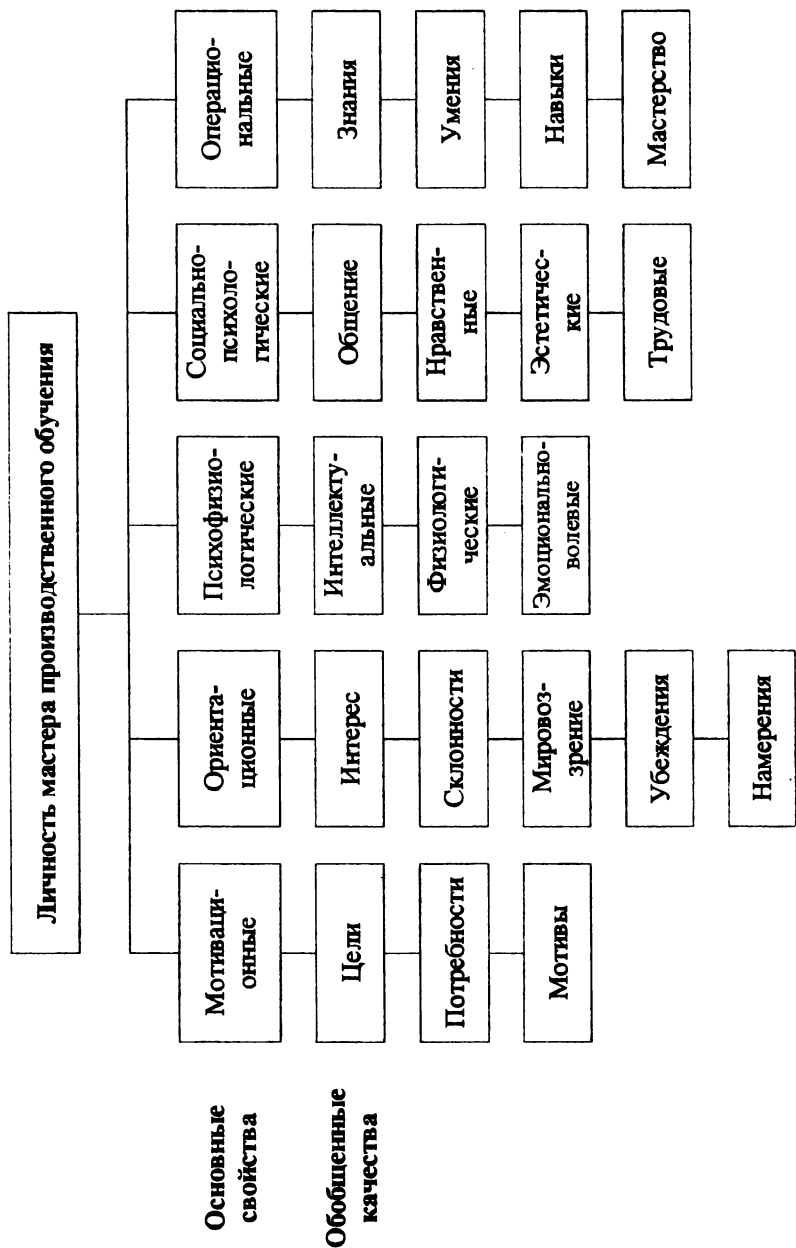 Личность мастера производственного обучения
Основные
свойства
Мотиваци-
онные
Ориента-
ционные
Психофизио-
логические
Социально-
психоло-
гические
Операцио-
нальные
Обобщенные
качества
Цели
Интерес
Интеллекту-
альные
Общение
Знания
Потребности
Склонности
Физиологи-
ческие
Нравствен-
ные
Умения
Мотивы
Мировоз-
зрение
Эмоционально-
волевые
Эстетичес-
кие
Навыки
Убеждения
Трудовые
Мастерство
Намерения